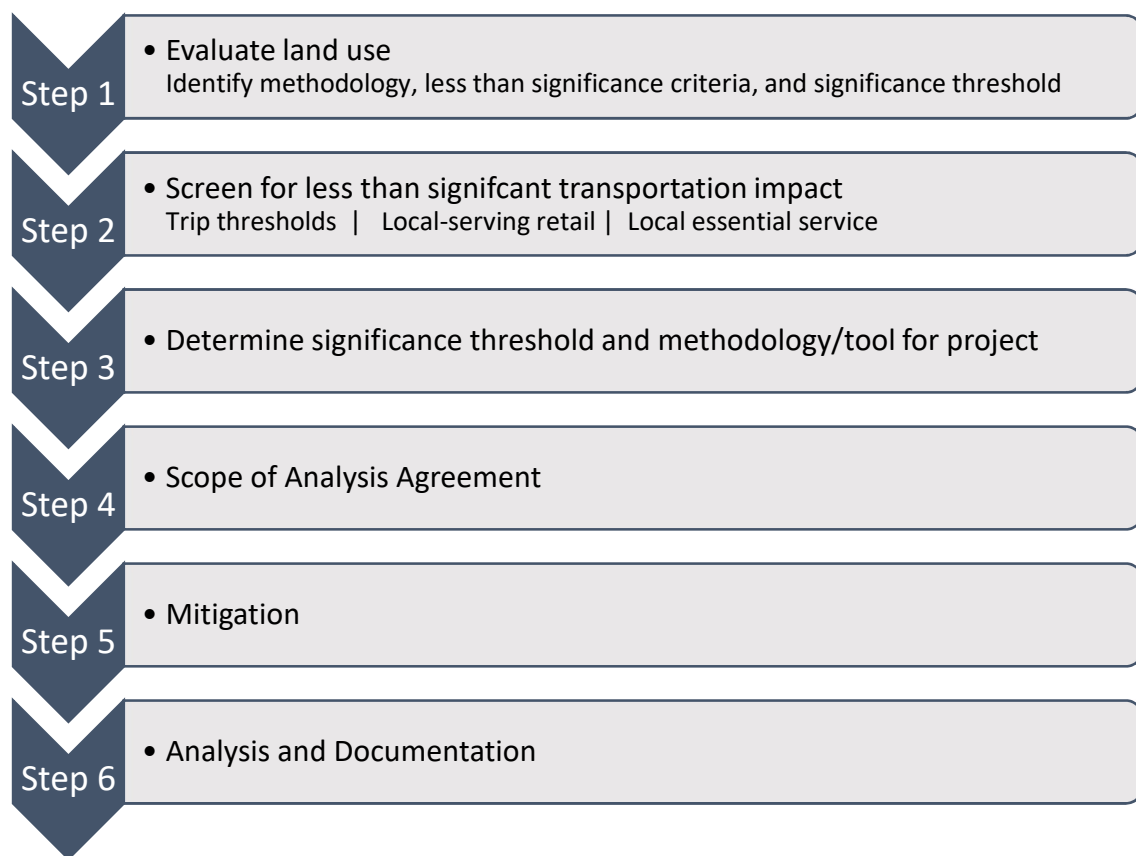 Step 1
• Evaluate land use
Identify methodology, less than significance criteria, and significance threshold
Step 2
• Screen for less than signifcant transportation impact
Trip thresholds | Local-serving retail | Local essential service
Step 3
• Determine significance threshold and methodology/tool for project
Step 4
• Scope of Analysis Agreement
Step 5
• Mitigation
Step 6
• Analysis and Documentation